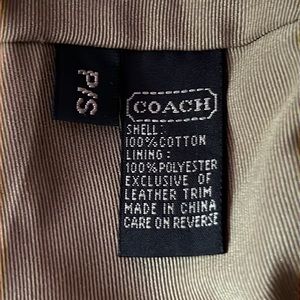 P/S
COACH
SHELL:
100%COTTON
LINING:
100%POLYESTER
EXCLUSIVE OF
LEATHER TRIM
MADE IN CHINA
CARE ON REVERSE